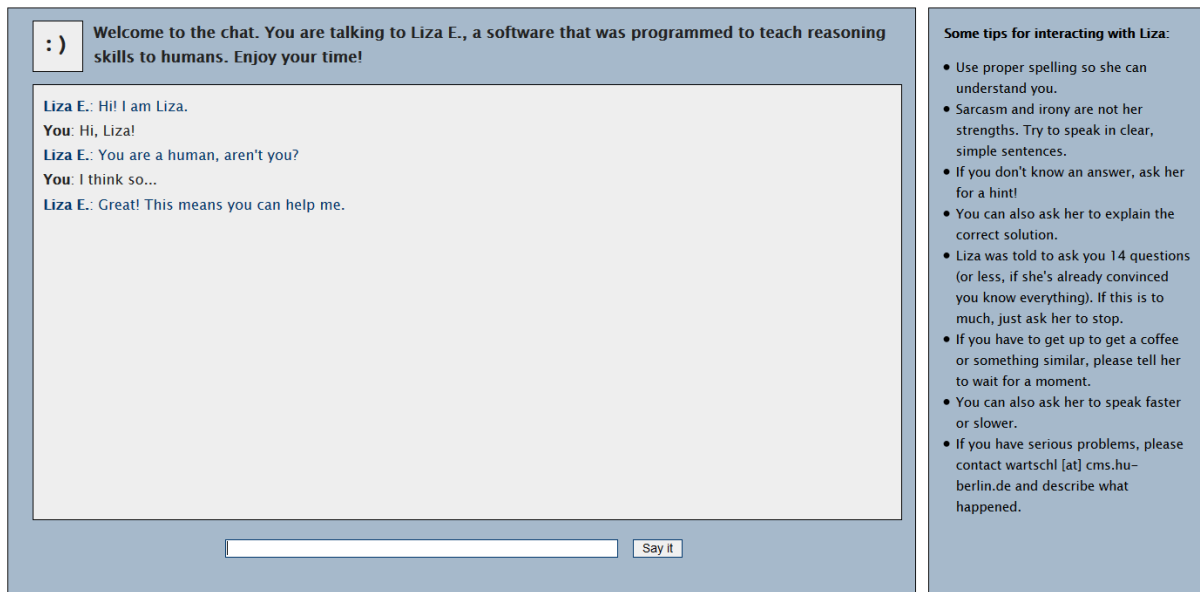 :)
Welcome to the chat. You are talking to Liza E., a software that was programmed to teach reasoning
skills to humans. Enjoy your time!
Liza E.: Hi! I am Liza.
You: Hi, Liza!
Liza E.: You are a human, aren't you?
You: I think so...
Liza E.: Great! This means you can help me.
Say it
Some tips for interacting with Liza:
• Use proper spelling so she can
understand you.
• Sarcasm and irony are not her
strengths. Try to speak in clear,
simple sentences.
• If you don't know an answer, ask her
for a hint!
• You can also ask her to explain the
correct solution.
• Liza was told to ask you 14 questions
(or less, if she's already convinced
you know everything). If this is to
much, just ask her to stop.
• If you have to get up to get a coffee
or something similar, please tell her
to wait for a moment.
• You can also ask her to speak faster
or slower.
• If you have serious problems, please
contact wartschl [at] cms.hu-
berlin.de and describe what
happened.